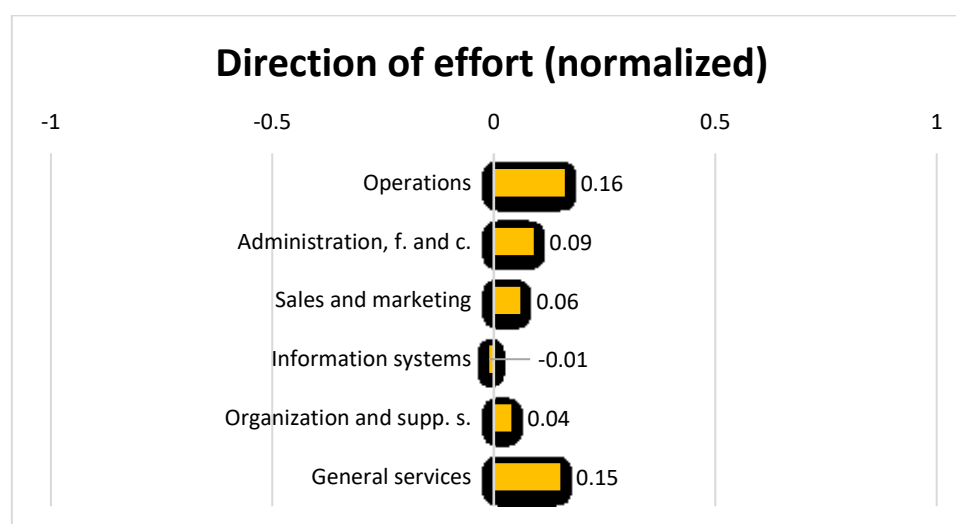 Direction of effort (normalized)
-1 -0.5 0 0.5 1
Operations 0.16
Administration, f. and c. 0.09
Sales and marketing 0.06
Information systems -0.01
Organization and supp. s. 0.04
General services 0.15